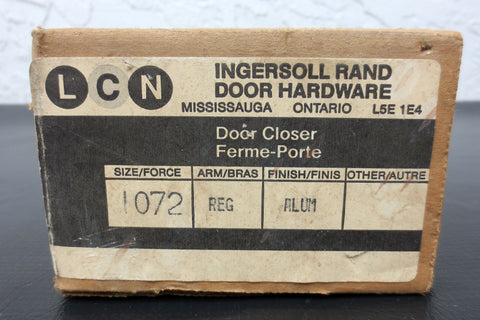 LCN
INGERSOLL RAND
DOOR HARDWARE
MISSISSAUGA ONTARIO L5E 1E4
Door Closer
Ferme-Porte
SIZE/FORCE ARM/BRAS FINISH/FINIS OTHER/AUTRE
1072 REG ALUM